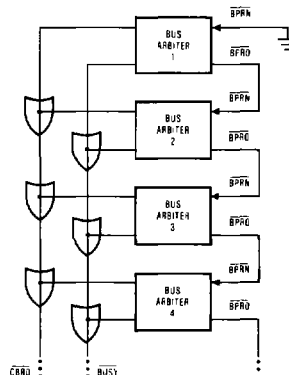 BPRN
BUS
ARBITER
1
BPRO
BPRN
BUS
ARBITER
2
BPRO
BPRN
BUS
ARBITER
3
BPRO
BPRN
BUS
ARBITER
4
BPRO
CBRQ
BUSY